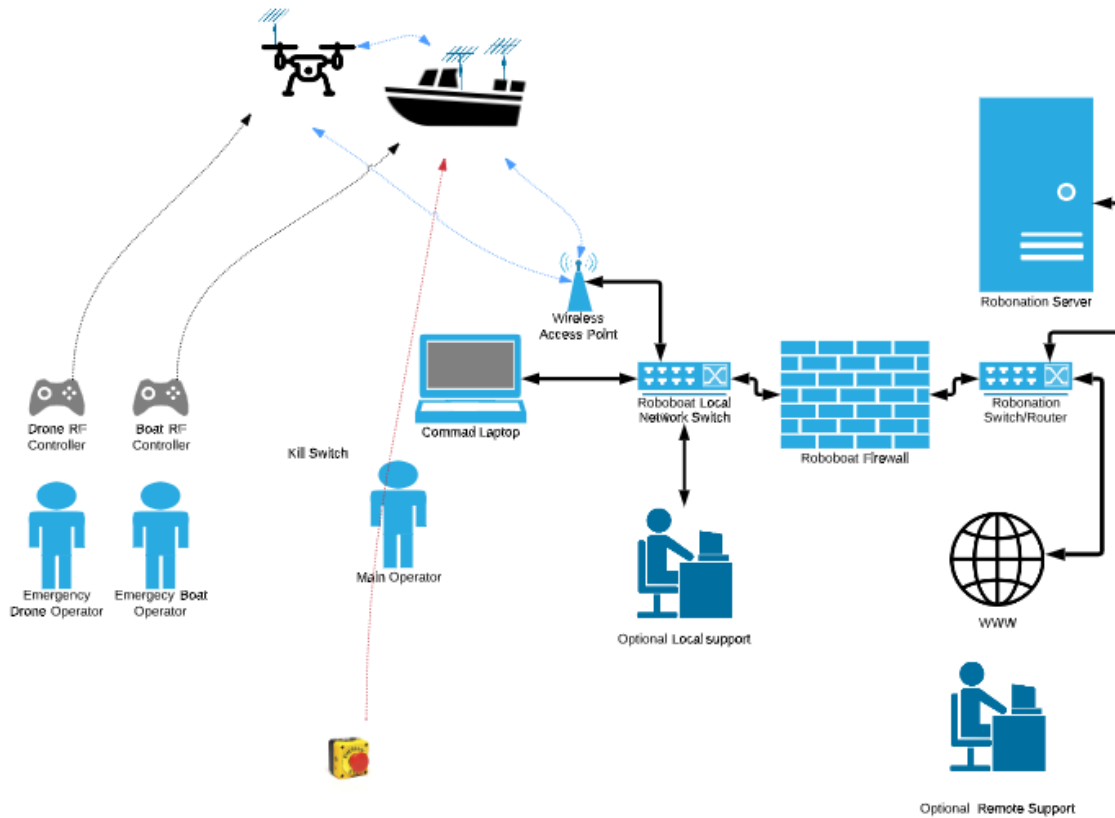 Robonation Server
Wireless
Access Point
Roboboat Local
Network Switch
Robonation
Switch/Router
Drone RF
Controller
Boat RF
Controller
Commad Laptop
Kill Switch
Roboboat Firewall
Main Operator
Emergency
Drone Operator
Emergecy Boat
Operator
Optional Local support
WWW
Optional Remote Support